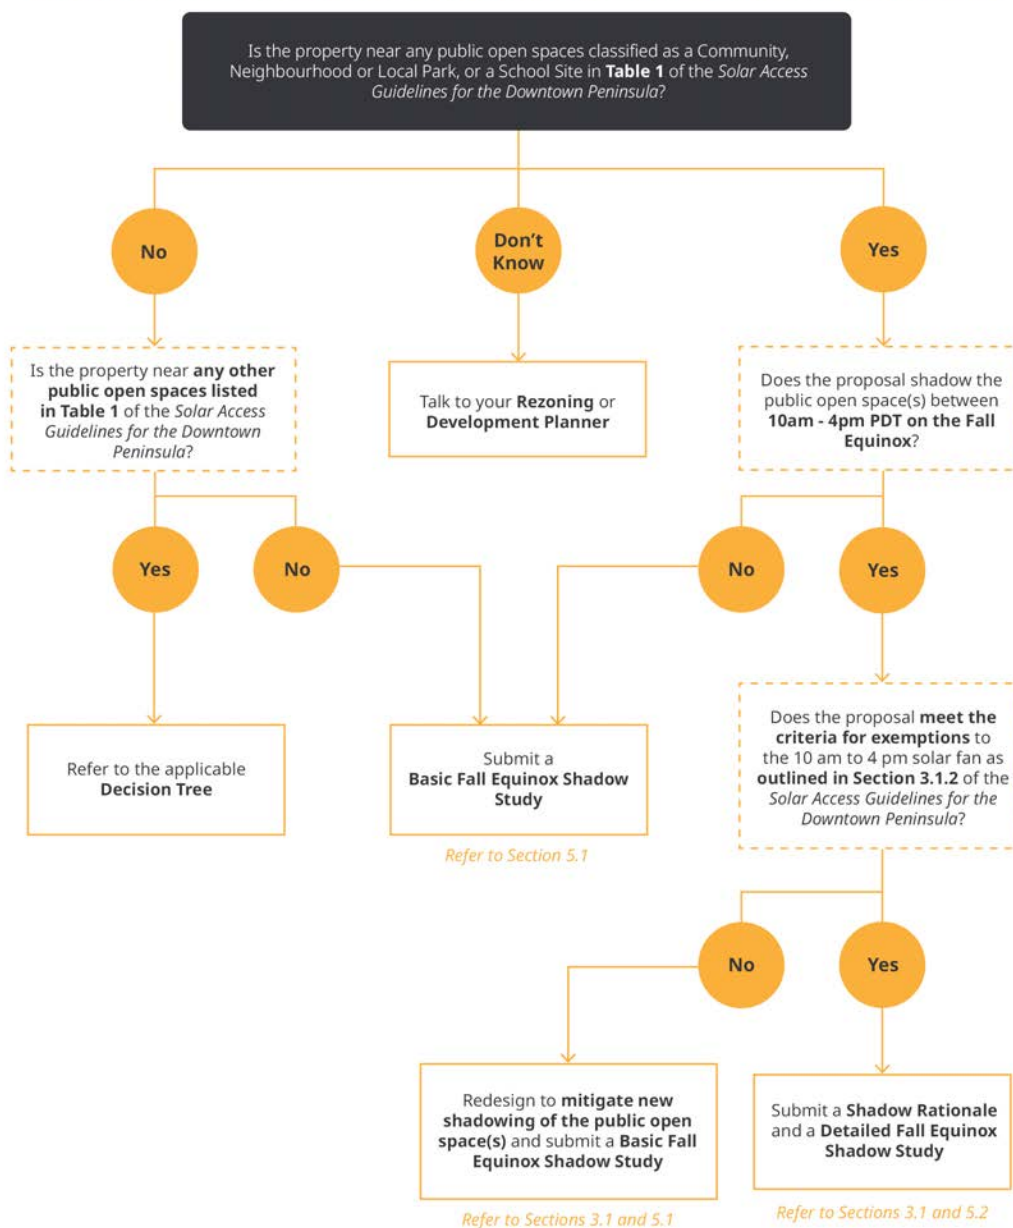 Is the property near any public open spaces classified as a Community,
Neighbourhood or Local Park, or a School Site in Table 1 of the Solar Access
Guidelines for the Downtown Peninsula?
No
Don't
Know
Yes
Is the property near any other
public open spaces listed
in Table 1 of the Solar Access
Guidelines for the Downtown
Peninsula?
Talk to your Rezoning or
Development Planner
Does the proposal shadow the
public open space(s) between
10am - 4pm PDT on the Fall
Equinox?
Yes
No
No
Yes
Refer to the applicable
Decision Tree
Submit a
Basic Fall Equinox Shadow
Study
Refer to Section 5.1
Does the proposal meet the
criteria for exemptions to
the 10 am to 4 pm solar fan as
outlined in Section 3.1.2 of the
Solar Access Guidelines for the
Downtown Peninsula?
No
Yes
Redesign to mitigate new
shadowing of the public open
space(s) and submit a Basic Fall
Equinox Shadow Study
Refer to Sections 3.1 and 5.1
Submit a Shadow Rationale
and a Detailed Fall Equinox
Shadow Study
Refer to Sections 3.1 and 5.2